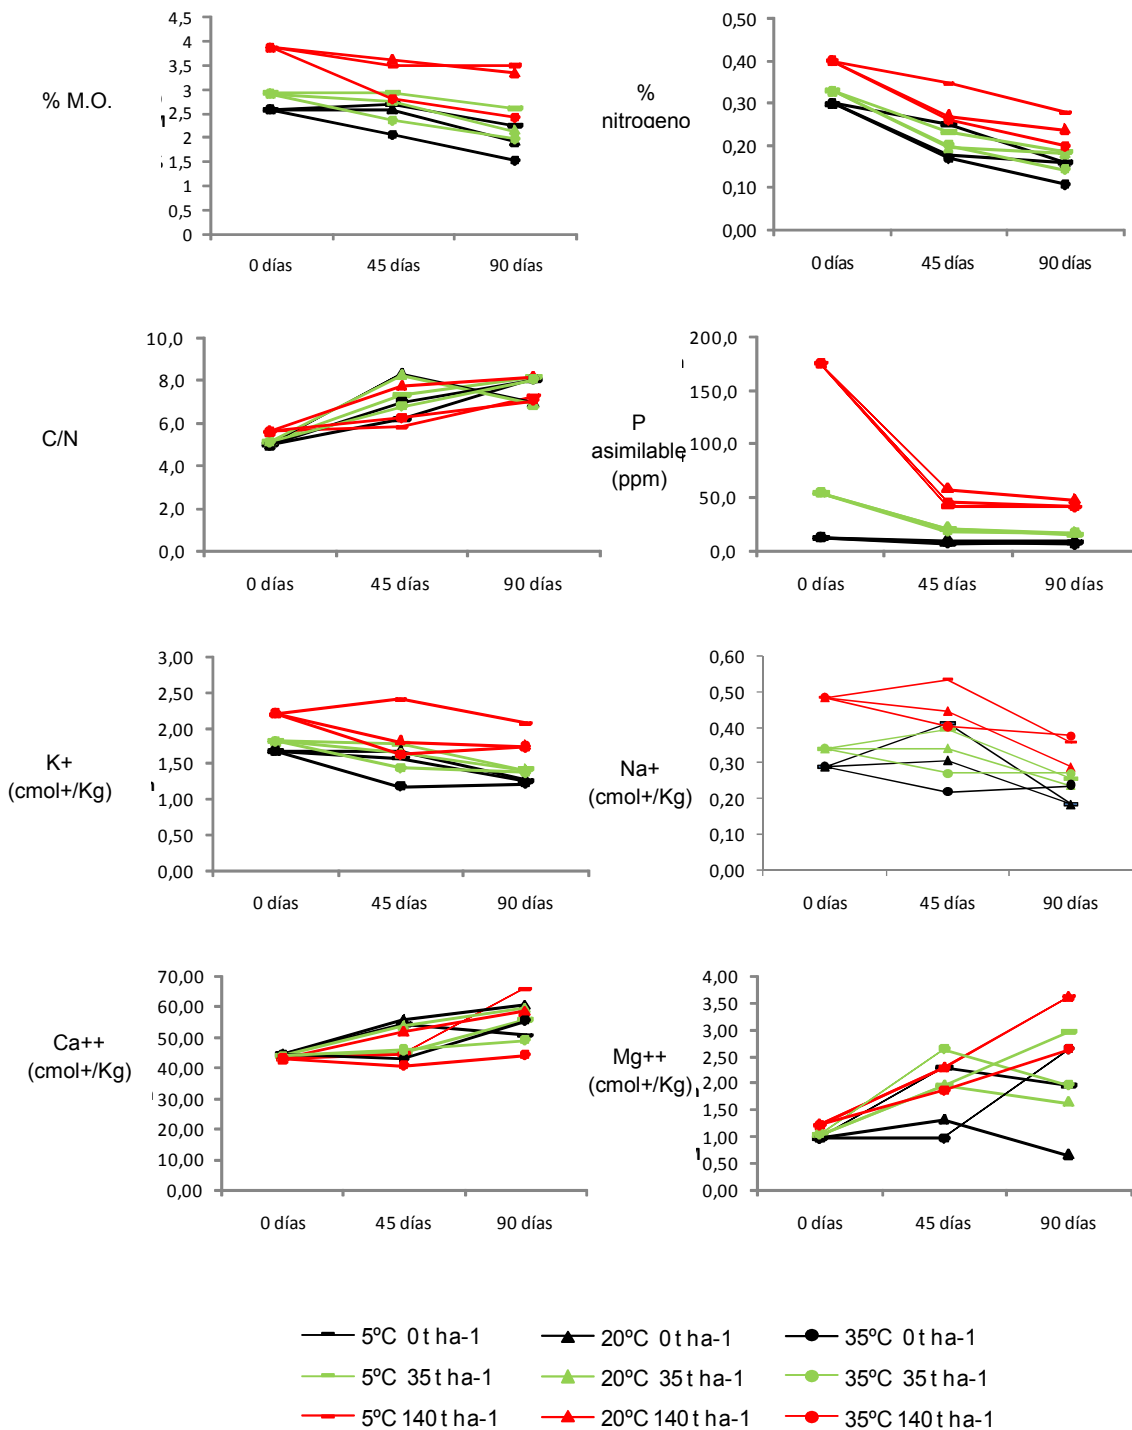 % M.O.
4,5
4
3,5
3
2,5
2
1,5
1
0,5
0
0 días 45 días 90 días
%
nitrogeno
0,50
0,40
0,30
0,20
0,10
0,00
0 días 45 días 90 días
C/N
10,0
8,0
6,0
4,0
2,0
0,0
0 días 45 días 90 días
P
asimilable
(ppm)
200,0
150,0
100,0
50,0
0,0
0 días 45 días 90 días
K+
(cmol+/Kg)
3,00
2,50
2,00
1,50
1,00
0,50
0,00
0 días 45 días 90 días
Na+
(cmol+/Kg)
0,60
0,50
0,40
0,30
0,20
0,10
0,00
0 días 45 días 90 días
Ca++
(cmol+/Kg)
70,00
60,00
50,00
40,00
30,00
20,00
10,00
0,00
0 días 45 días 90 días
Mg++
(cmol+/Kg)
4,00
3,50
3,00
2,50
2,00
1,50
1,00
0,50
0,00
0 días 45 días 90 días
5ºC 0 t ha-1 20ºC 0 t ha-1 35ºC 0 t ha-1
5ºC 35 t ha-1 20ºC 35 t ha-1 35ºC 35 t ha-1
5ºC 140 t ha-1 20ºC 140 t ha-1 35ºC 140 t ha-1